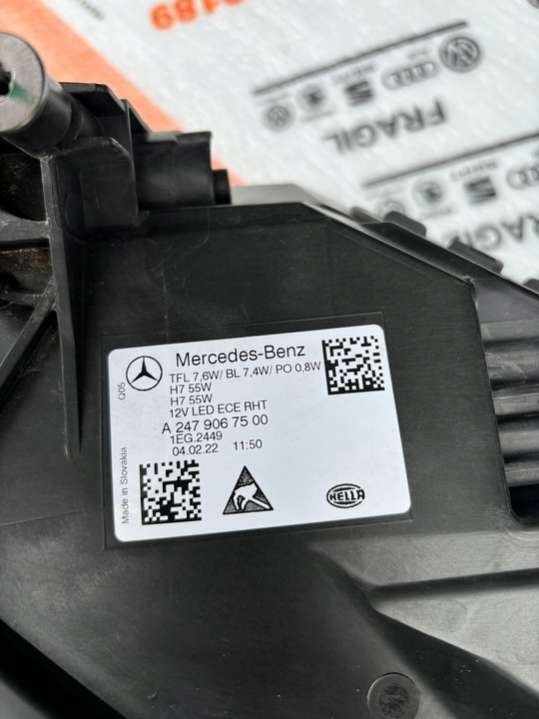 189
FRAGIL
FRAGIL
Mercedes-Benz
TFL 7,6W/ BL 7,4W/ PO 0,8W
H7 55W
H7 55W
12V LED ECE RHT
A 247 906 75 00
1EG.2449
04.02.22 11:50
Q05
Made in Slovakia
HELLA